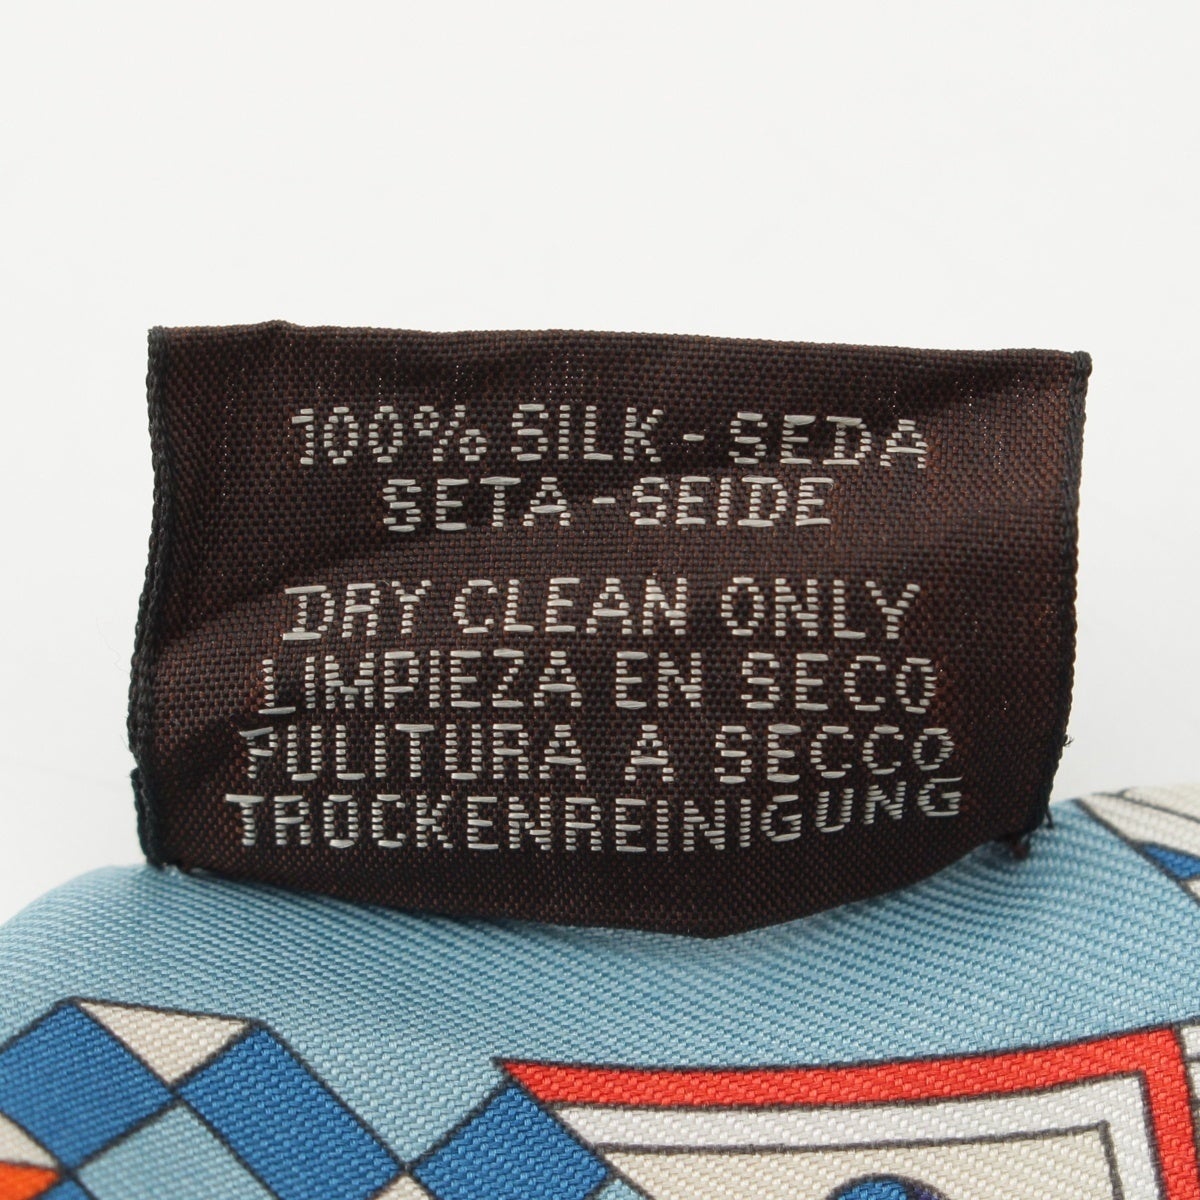 100% SILK - SEDA
SETA - SEIDE
DRY CLEAN ONLY
LIMPIEZA EN SECO
PULITURA A SECCO
TROCKENREINIGUNG